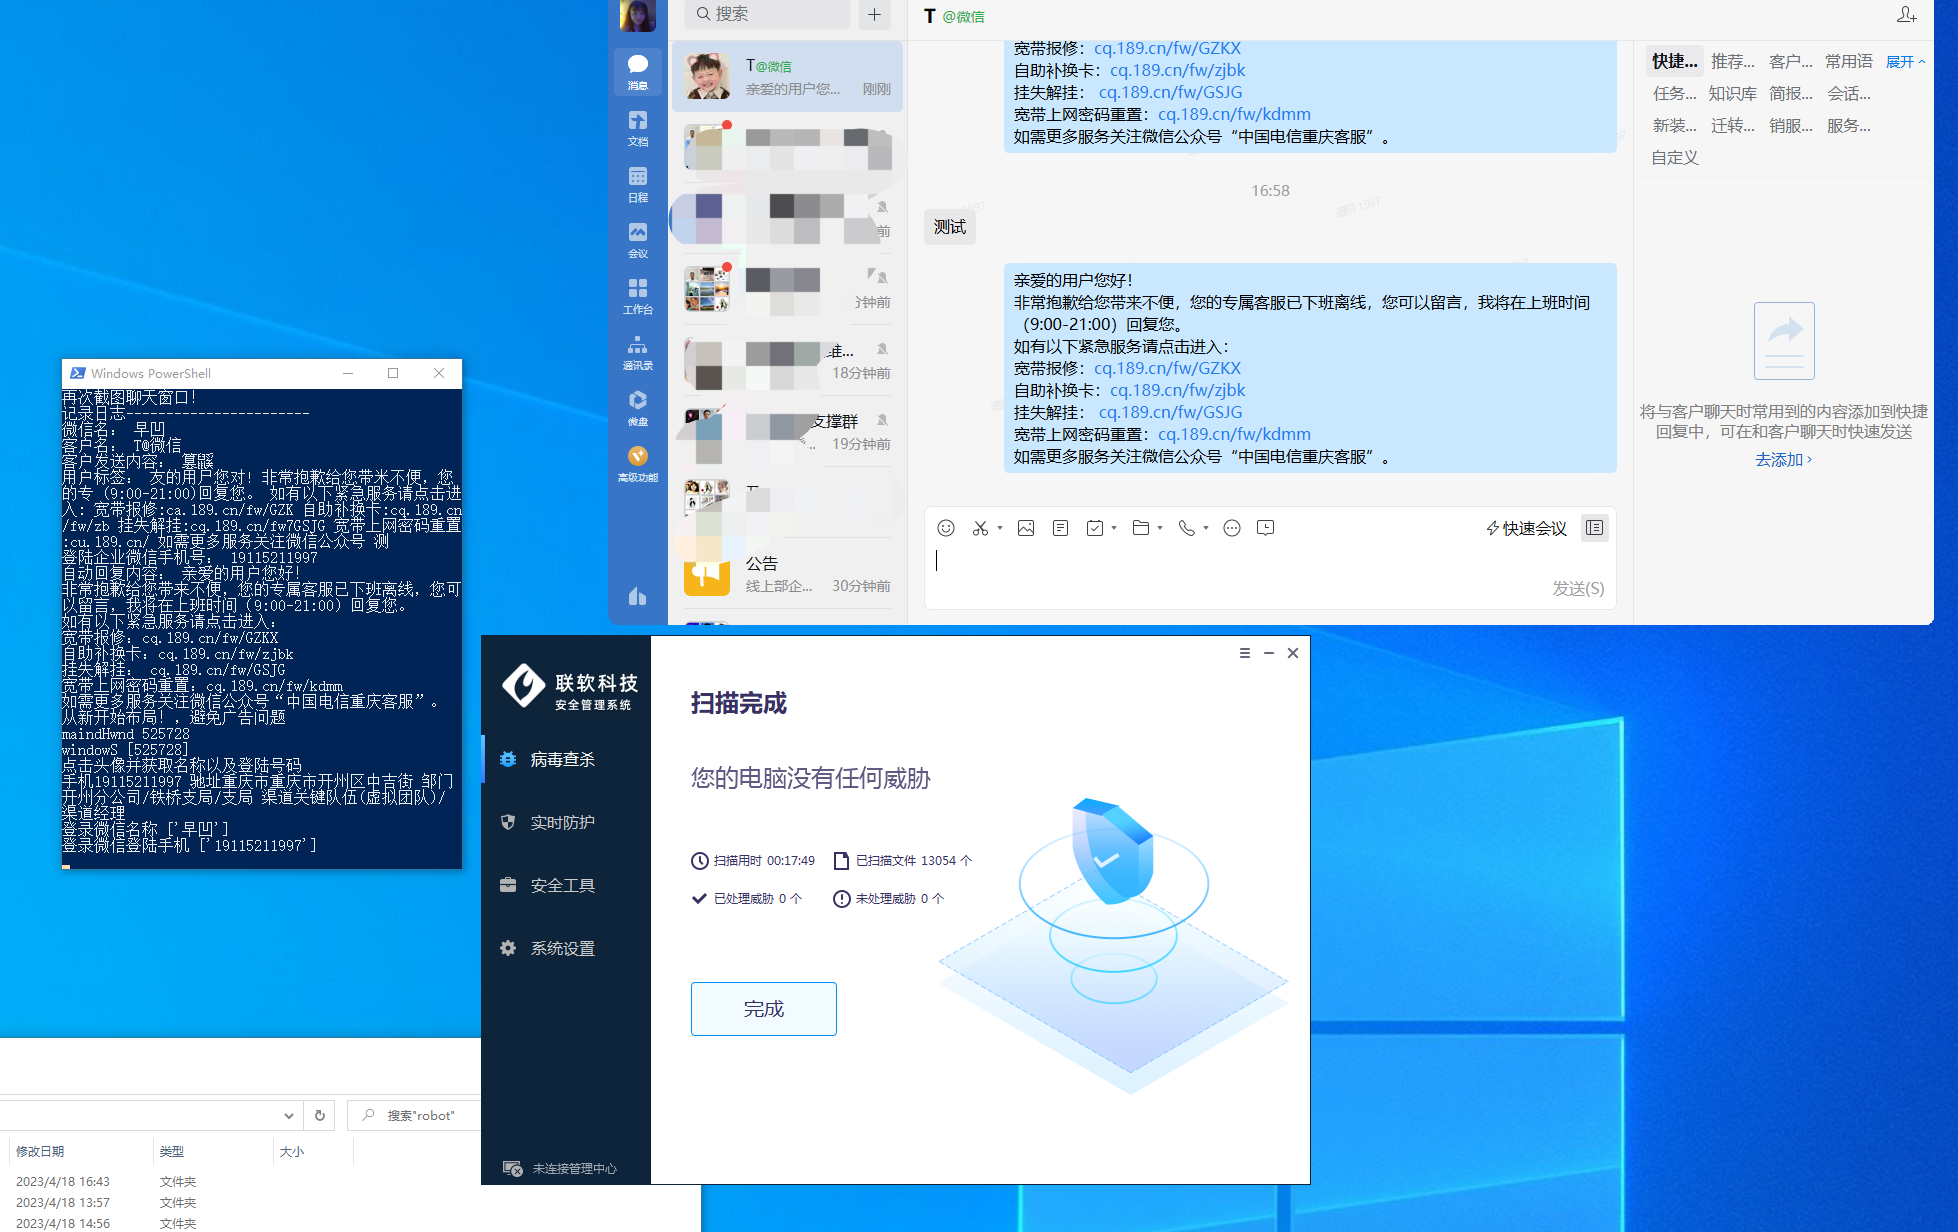 搜索
T @微信
消息
文档
日程
会议
工作台
通讯录
微盘
高级功能
T@微信
亲爱的用户您... 刚刚
前
分钟前
维...
18分钟前
支撑群
19分钟前
公告
线上部企... 30分钟前
宽带报修：cq.189.cn/fw/GZKX
自助补换卡：cq.189.cn/fw/zjbk
挂失解挂： cq.189.cn/fw/GSJG
宽带上网密码重置：cq.189.cn/fw/kdmm
如需更多服务关注微信公众号“中国电信重庆客服”。
16:58
测试
亲爱的用户您好！
非常抱歉给您带来不便，您的专属客服已下班离线，您可以留言，我将在上班时间
（9:00-21:00）回复您。
如有以下紧急服务请点击进入：
宽带报修：cq.189.cn/fw/GZKX
自助补换卡：cq.189.cn/fw/zjbk
挂失解挂： cq.189.cn/fw/GSJG
宽带上网密码重置：cq.189.cn/fw/kdmm
如需更多服务关注微信公众号“中国电信重庆客服”。
快速会议
发送(S)
快捷... 推荐... 客户... 常用语 展开
任务... 知识库 简报... 会话...
新装... 迁转... 销服... 服务...
自定义
将与客户聊天时常用到的内容添加到快捷
回复中，可在和客户聊天时快速发送
去添加
Windows PowerShell
再次截图聊天窗口！
记录日志-----------------------
微信名： 早凹
客户名： T@微信
客户发送内容： 簒鼹
用户标签： 友的用户您对！非常抱歉给您带米不便，您
的专（9:00-21:00)回复您。 如有以下紧急服务请点击进
入: 宽带报修:ca.189.cn/fw/GZK 自助补换卡:cq.189.cn
/fw/zb 挂失解挂:cq.189.cn/fw7GSJG 宽带上网密码重置
:cu.189.cn/ 如需更多服务关注微信公众号 测
登陆企业微信手机号： 19115211997
自动回复内容： 亲爱的用户您好！
非常抱歉给您带来不便，您的专属客服已下班离线，您可
以留言，我将在上班时间（9:00-21:00）回复您。
如有以下紧急服务请点击进入：
宽带报修：cq.189.cn/fw/GZKX
自助补换卡：cq.189.cn/fw/zjbk
挂失解挂： cq.189.cn/fw/GSJG
宽带上网密码重置：cq.189.cn/fw/kdmm
如需更多服务关注微信公众号“中国电信重庆客服”。
从新开始布局！，避免广告问题
maindHwnd 525728
windowS [525728]
点击头像并获取名称以及登陆号码
手机19115211997 驰址重庆市重庆市开州区中吉街 邹门
开州分公司/铁桥支局/支局 渠道关键队伍(虚拟团队)/
渠道经理
登录微信名称 ['早凹']
登录微信登陆手机 ['19115211997']
联软科技
安全管理系统
病毒查杀
实时防护
安全工具
系统设置
未连接管理中心
扫描完成
您的电脑没有任何威胁
扫描用时 00:17:49 已扫描文件 13054 个
已处理威胁 0 个 未处理威胁 0 个
完成
搜索"robot"
修改日期 类型 大小
2023/4/18 16:43 文件夹
2023/4/18 13:57 文件夹
2023/4/18 14:56 文件夹